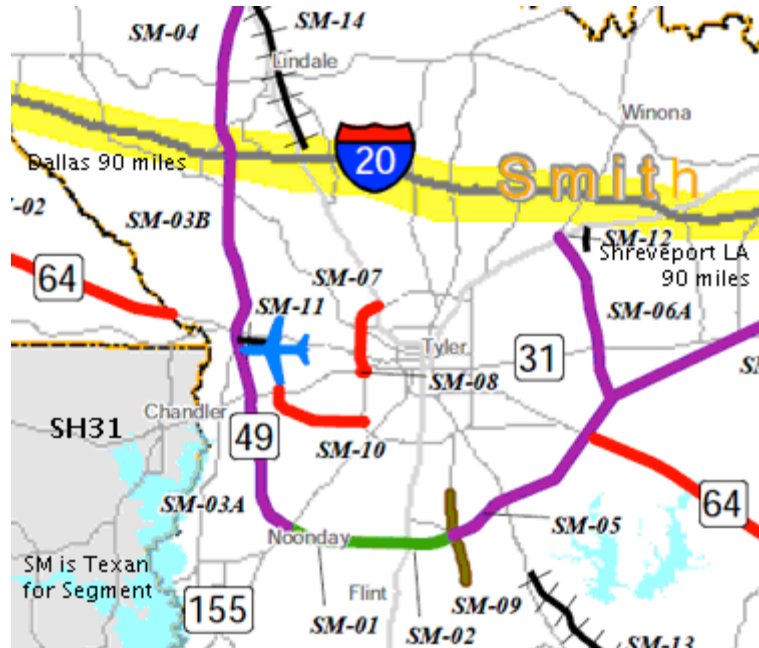 SM-04
SM-14
Lindale
Winona
20
Smith
Dallas 90 miles
-02
SM-03B
SM-12
Shreveport LA
90 miles
64
SM-07
SM-11
SM-06A
Tyler
31
SM-08
Chandler
SH31
49
SM-10
SM-03A
64
SM-05
Noonday
SM is Texan
for Segment
Flint
155
SM-09
SM-01
SM-02
SM-13